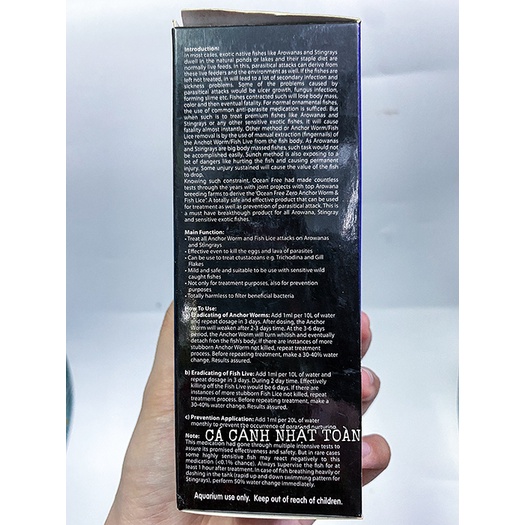 Introduction:
In most cases, exotic native fishes like Arowanas and Stingrays
dwell in the natural ponds or lakes and their staple diet are
normally live feeds. In this, parasitical attacks can derive from
these live feeders and the environment as well. If the fishes are
left not treated, in will lead to a lot of secondary infection and
sickness problems. Some of the problems caused by
parasitical attacks would be ulcer growth, fungus infection,
forming slime etc. Fishes contracted such will lose body mass,
color and then eventual fatality. For normal ornamental fishes,
the use of common anti-parasite medication is sufficed. But
when such is to treat premium fishes like Arowanas and
Stingrays or any other sensitive exotic fishes. It will cause
fatality almost instantly. Other method or Anchor Worm/Fish
Lice removal is by the use of manual extraction (fingernails) of
the Anchot Worm/Fish Live from the fish body. As Arowanas
and Stingrays are big body massed fishes, such task would not
be accomplished easily. Sunch method is also exposing to a
lot of dangers like hurting the fish and causing permanent
injury. Some injury sustained will cause the value of the fish
to drop.
Knowing such constraint, Ocean Free had made countless
tests through the years with joint projects with top Arowana
breeding farms to derive the 'Ocean Free Zero Anchor Worm &
Fish Lice'. A totally safe and effective product that can be used
for treatment as well as prevention of parasitical attack. This is
a must have breakthrough product for all Arowana, Stingray
and sensitive exotic fishes.
Main Function:
• Treat all Anchor Worm and Fish Lice attacks on Arowanas
and Stingrays
• Effective even to kill the eggs and lava of parasites
• Can be use to treat ctustaceans e.g. Trichodina and Gill
Flakes
• Mild and safe and suitable to be use with sensitive wild
caught fishes
• Not only for treatment purposes, also for prevention
purposes
• Totally harmless to filter beneficial bacteria
How To Use:
a) Eradicating of Anchor Worms: Add 1ml per 10L of water
and repeat dosage in 3 days. After dosing, the Anchor
Worm will weaken after 2-3 days time. At the 3-6 days
period, the Anchor Worm will turn whitish and eventually
detach from the fish's body. If there are instances of more
stubborn Anchor Worm not killed, repeat treatment
process. Before repeating treatment, make a 30-40% water
change. Results assured.
b) Eradicating of Fish Live: Add 1ml per 10L of water and
repeat dosage in 3 days. During 2 day time. Effectively
killing off the Fish Live would be 6 days. If there are
instances of more stubborn Fish Lice not killed, repeat
treatment process. Before repeating treatment, make a
30-40% water change. Results assured.
c) Prevention Application: Add 1ml per 20L of water
monthly to prevent the occurrence of parasited nurturing.
CÁ CẢNH NHẬT TOÀN
Note:
This medication had gone through multiple intensive tests to
assure its promised effectiveness and safety. But in rare cases
some highly sensitive fish may react negatively to this
medication (<0.1% chance). Always supervise the fish for at
least 1 hour after treatment. In case of fish breathing heavily or
dashing in the tank (rapid up and down swimming pattern for
Stingrays), perform 50% water change immediately.
Aquarium use only. Keep out of reach of children.